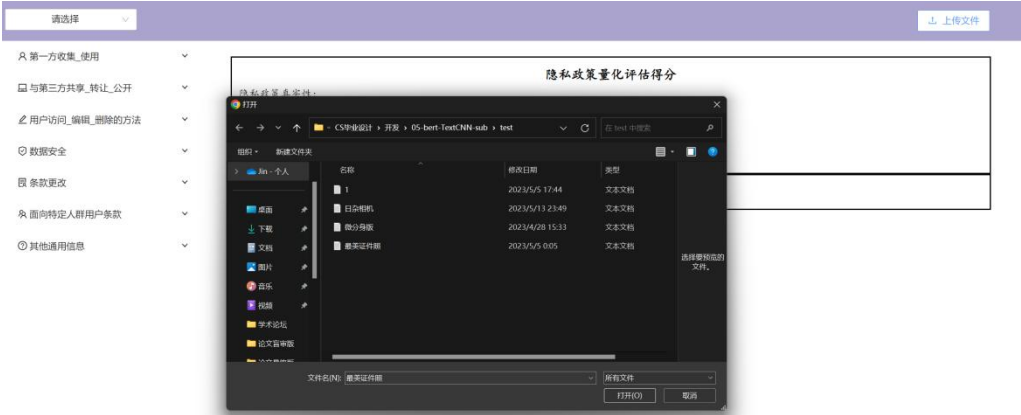 请选择
上传文件
第一方收集_使用
与第三方共享_转让_公开
用户访问_编辑_删除的方法
数据安全
条款更改
面向特定人群用户条款
其他通用信息
隐私政策量化评估得分
隐私政策真实性:
打开
CS毕业设计 › 开发 › 05-bert-TextCNN-sub › test
在 test 中搜索
组织 新建文件夹
Jin - 个人
桌面
下载
文档
图片
音乐
视频
学术论坛
论文盲审版
名称 修改日期 类型
1 2023/5/5 17:44 文本文档
日杂相机 2023/5/13 23:49 文本文档
微分身版 2023/4/28 15:33 文本文档
最美证件照 2023/5/5 0:05 文本文档
选择要预览的
文件。
文件名(N): 最美证件照 所有文件
打开(O) 取消